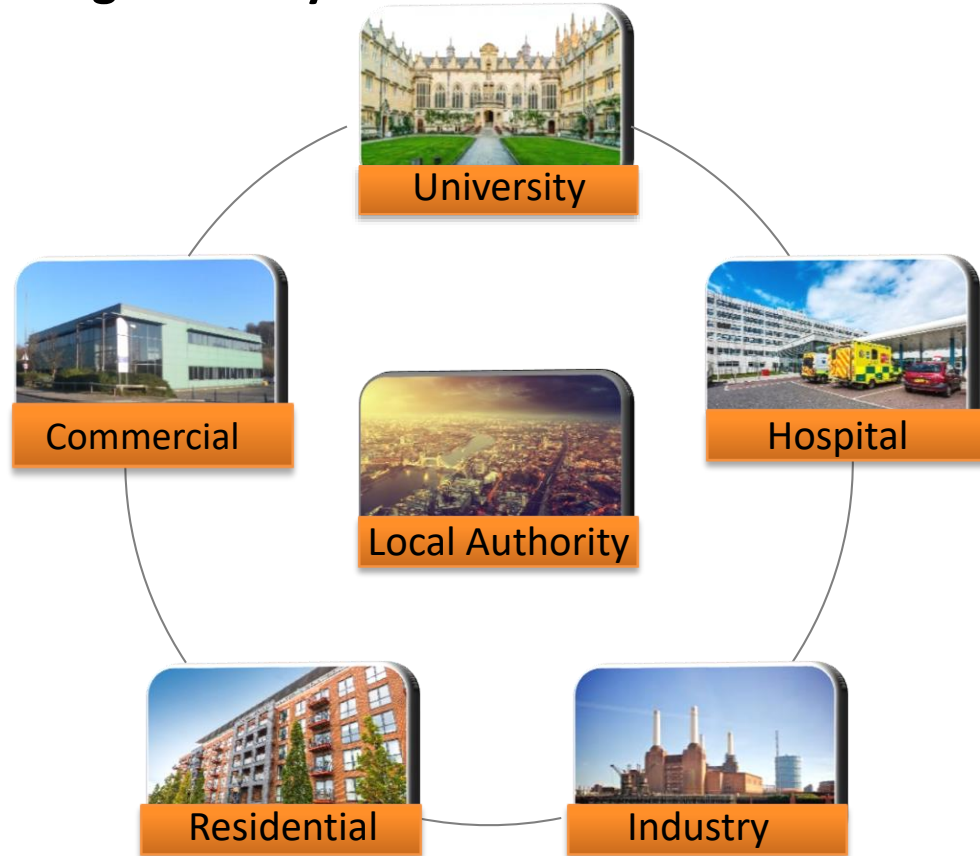 University
Commercial
Hospital
Local Authority
Residential
Industry